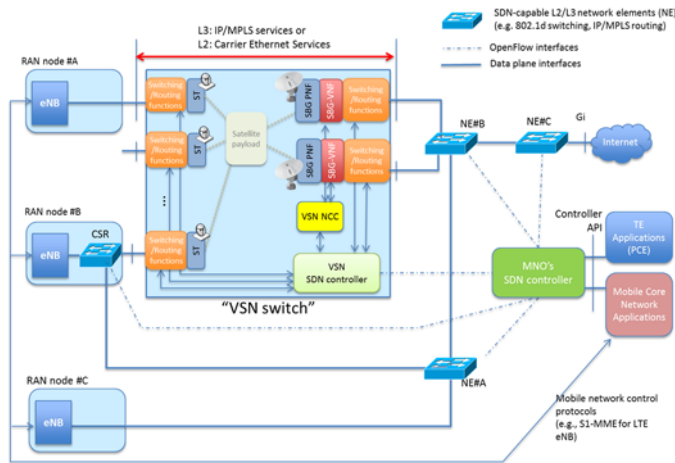 L3: IP/MPLS services or
L2: Carrier Ethernet Services
SDN-capable L2/L3 network elements (NE)
(e.g. 802.1d switching, IP/MPLS routing)
OpenFlow interfaces
Data plane interfaces
RAN node #A
eNB
Switching
/Routing
functions
ST
Satellite
payload
SBG PNF
SBG-VNF
Switching
/Routing
functions
Switching
/Routing
functions
ST
SBG PNF
SBG-VNF
Switching
/Routing
functions
NE#B
NE#C
Gi
Internet
...
RAN node #B
eNB
CSR
Switching
/Routing
functions
ST
VSN NCC
VSN
SDN controller
"VSN switch"
Controller
API
MNO's
SDN controller
TE
Applications
(PCE)
Mobile Core
Network
Applications
NE#A
RAN node #C
eNB
Mobile network control
protocols
(e.g., S1-MME for LTE
eNB)